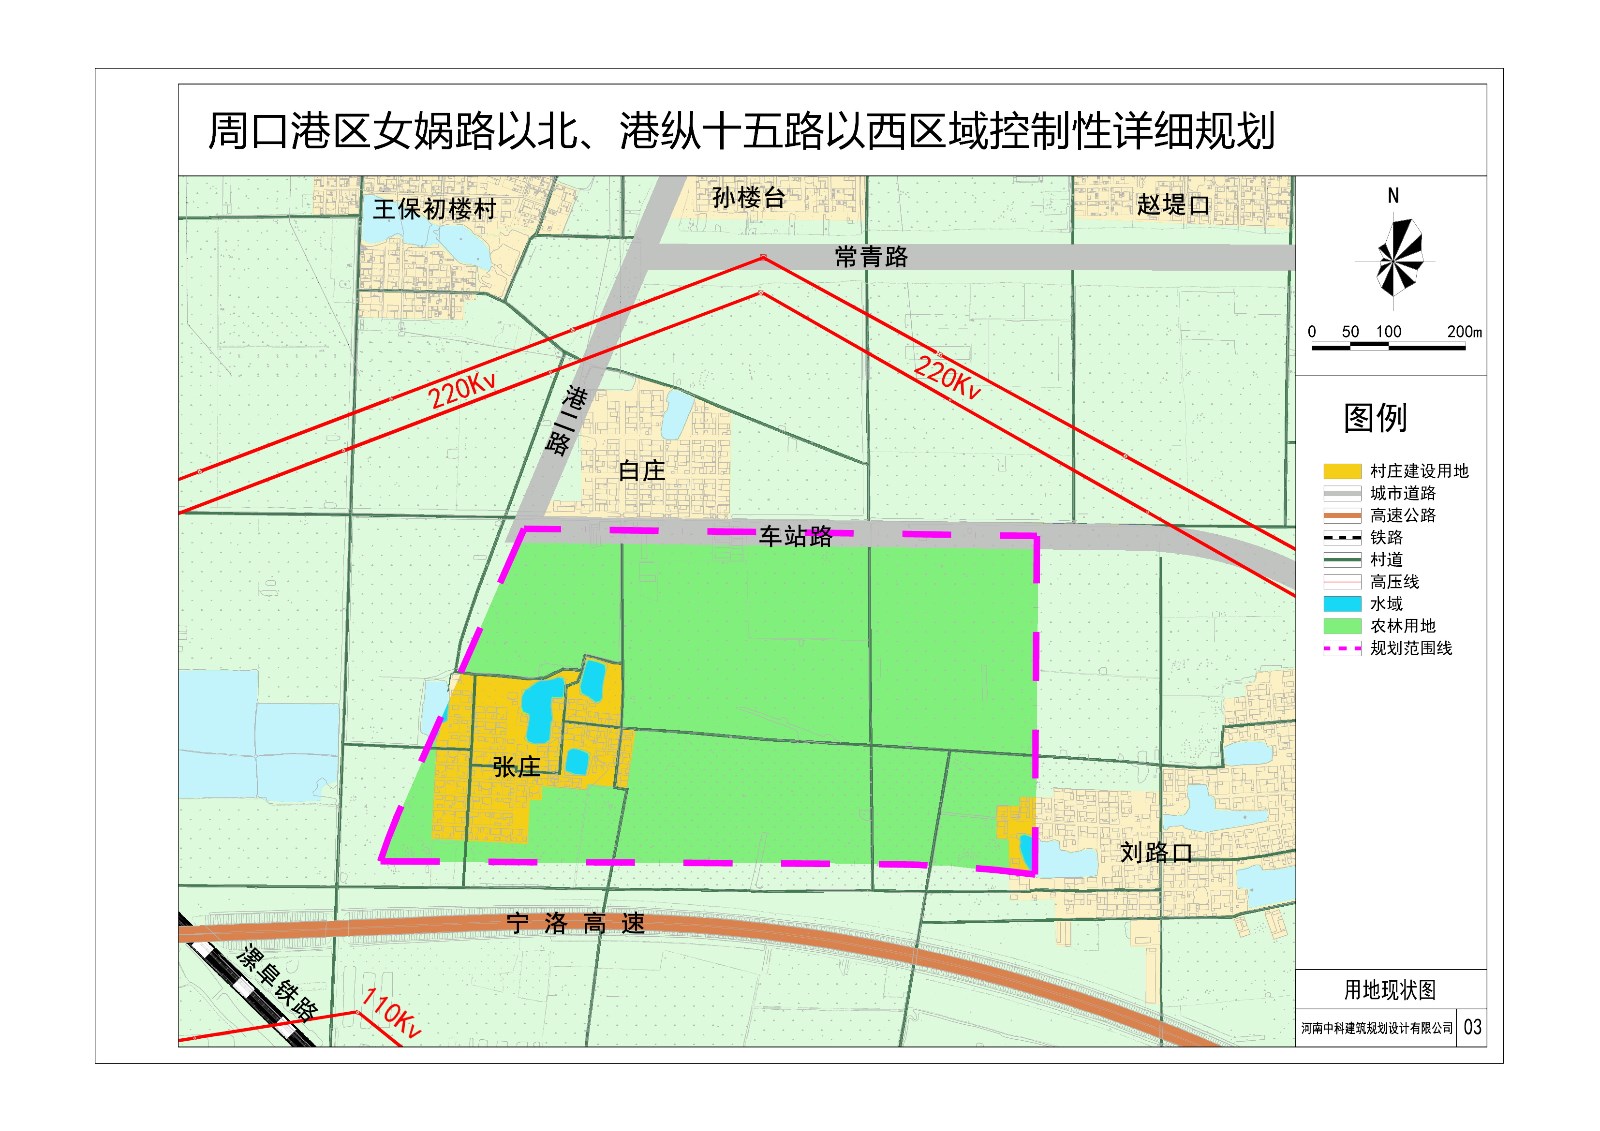 周口港区女娲路以北、港纵十五路以西区域控制性详细规划
王保初楼村
孙楼台
赵堤口
常青路
220Kv
220Kv
港二路
白庄
车站路
张庄
刘路口
宁洛高速
漯阜铁路
110Kv
N
0 50 100 200m
图例
村庄建设用地
城市道路
高速公路
铁路
村道
高压线
水域
农林用地
规划范围线
用地现状图
河南中科建筑规划设计有限公司 03